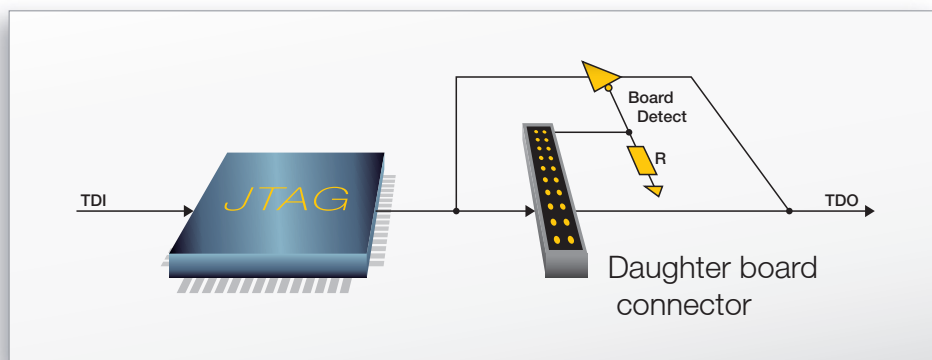 Board
Detect
R
TDI
JTAG
TDO
Daughter board
connector